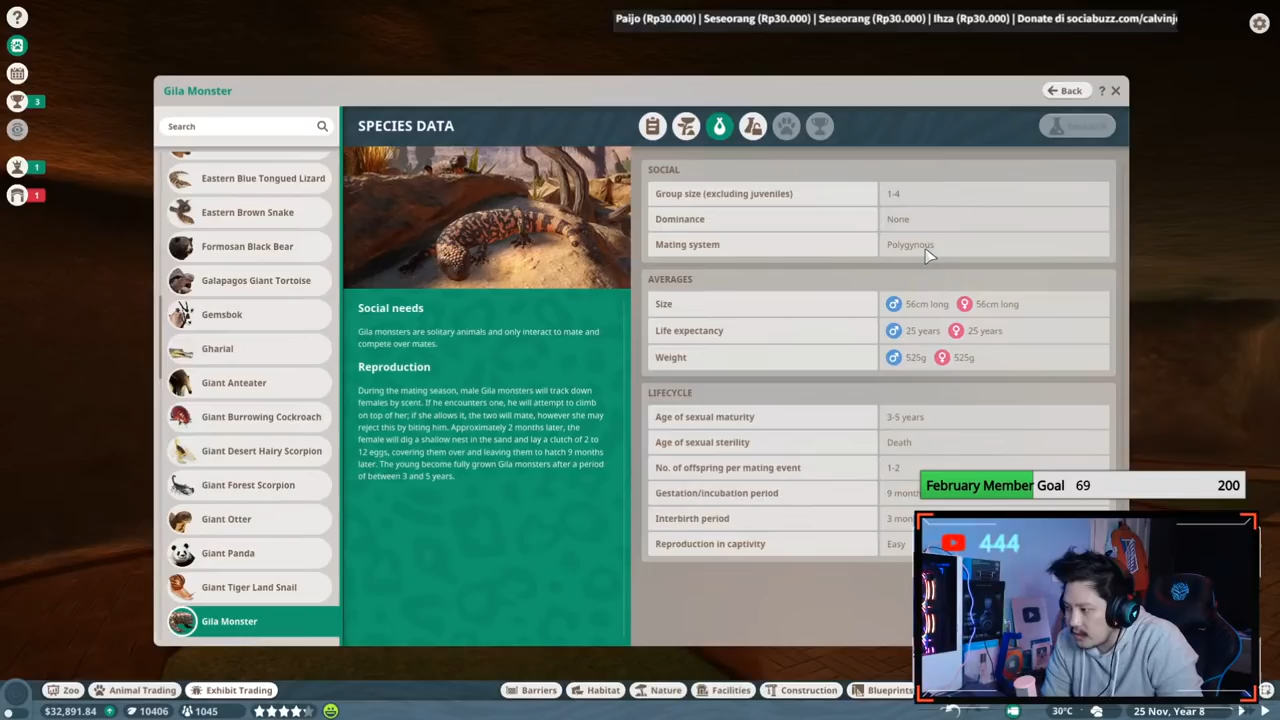 Paijo (Rp30.000) | Seseorang (Rp30.000) | Seseorang (Rp30.000) | Ihza (Rp30.000) | Donate di sociabuzz.com/calvinj
?
3
1
1
Gila Monster
Back
? ×
Search
SPECIES DATA
Research
Eastern Blue Tongued Lizard
Eastern Brown Snake
Formosan Black Bear
Galapagos Giant Tortoise
Gemsbok
Gharial
Giant Anteater
Giant Burrowing Cockroach
Giant Desert Hairy Scorpion
Giant Forest Scorpion
Giant Otter
Giant Panda
Giant Tiger Land Snail
Gila Monster
Social needs
Gila monsters are solitary animals and only interact to mate and
compete over mates.
Reproduction
During the mating season, male Gila monsters will track down
females by scent. If he encounters one, he will attempt to climb
on top of her; if she allows it, the two will mate, however she may
reject this by biting him. Approximately 2 months later, the
female will dig a shallow nest in the sand and lay a clutch of 2 to
12 eggs, covering them over and leaving them to hatch 9 months
later. The young become fully grown Gila monsters after a period
of between 3 and 5 years.
SOCIAL
Group size (excluding juveniles) 1-4
Dominance None
Mating system Polygynous
AVERAGES
Size 56cm long 56cm long
Life expectancy 25 years 25 years
Weight 525g 525g
LIFECYCLE
Age of sexual maturity 3-5 years
Age of sexual sterility Death
No. of offspring per mating event 1-2
Gestation/incubation period 9 mont
Interbirth period 3 mon
Reproduction in captivity Easy
February Member Goal 69 200
444
Zoo
Animal Trading
Exhibit Trading
Barriers
Habitat
Nature
Facilities
Construction
Blueprints
$32,891.84
10406
1045
30°C
25 Nov, Year 8